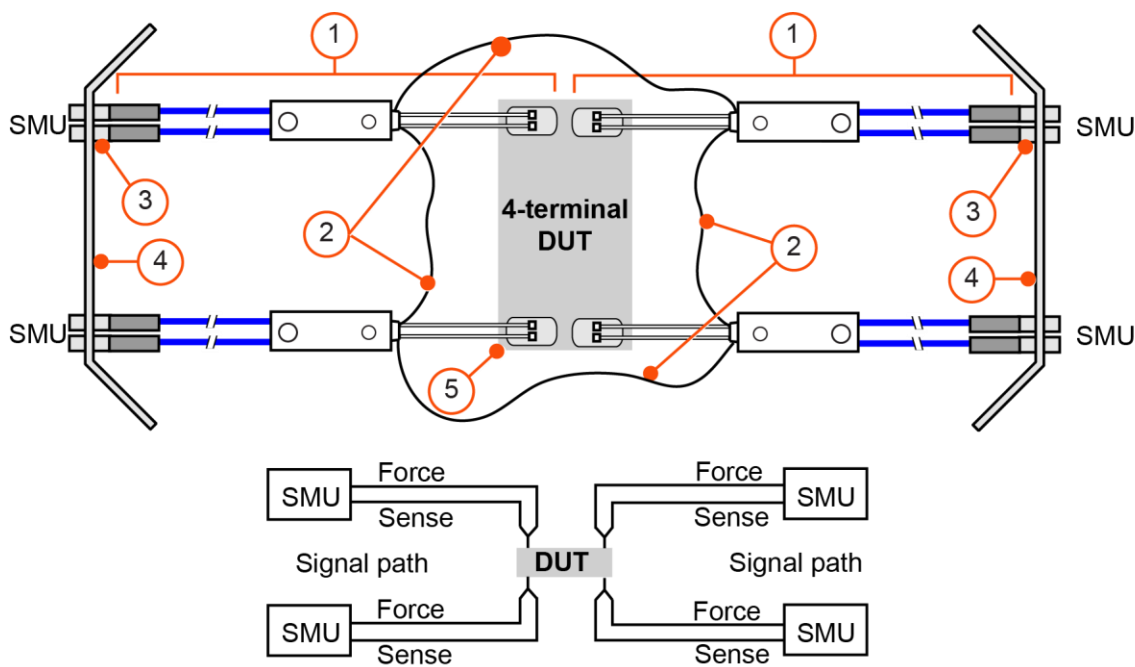 1
1
SMU
SMU
3
3
2
4-terminal
DUT
2
4
4
SMU
SMU
5
SMU
Force
Sense
Force
Sense
SMU
Signal path
DUT
Signal path
SMU
Force
Sense
Force
Sense
SMU